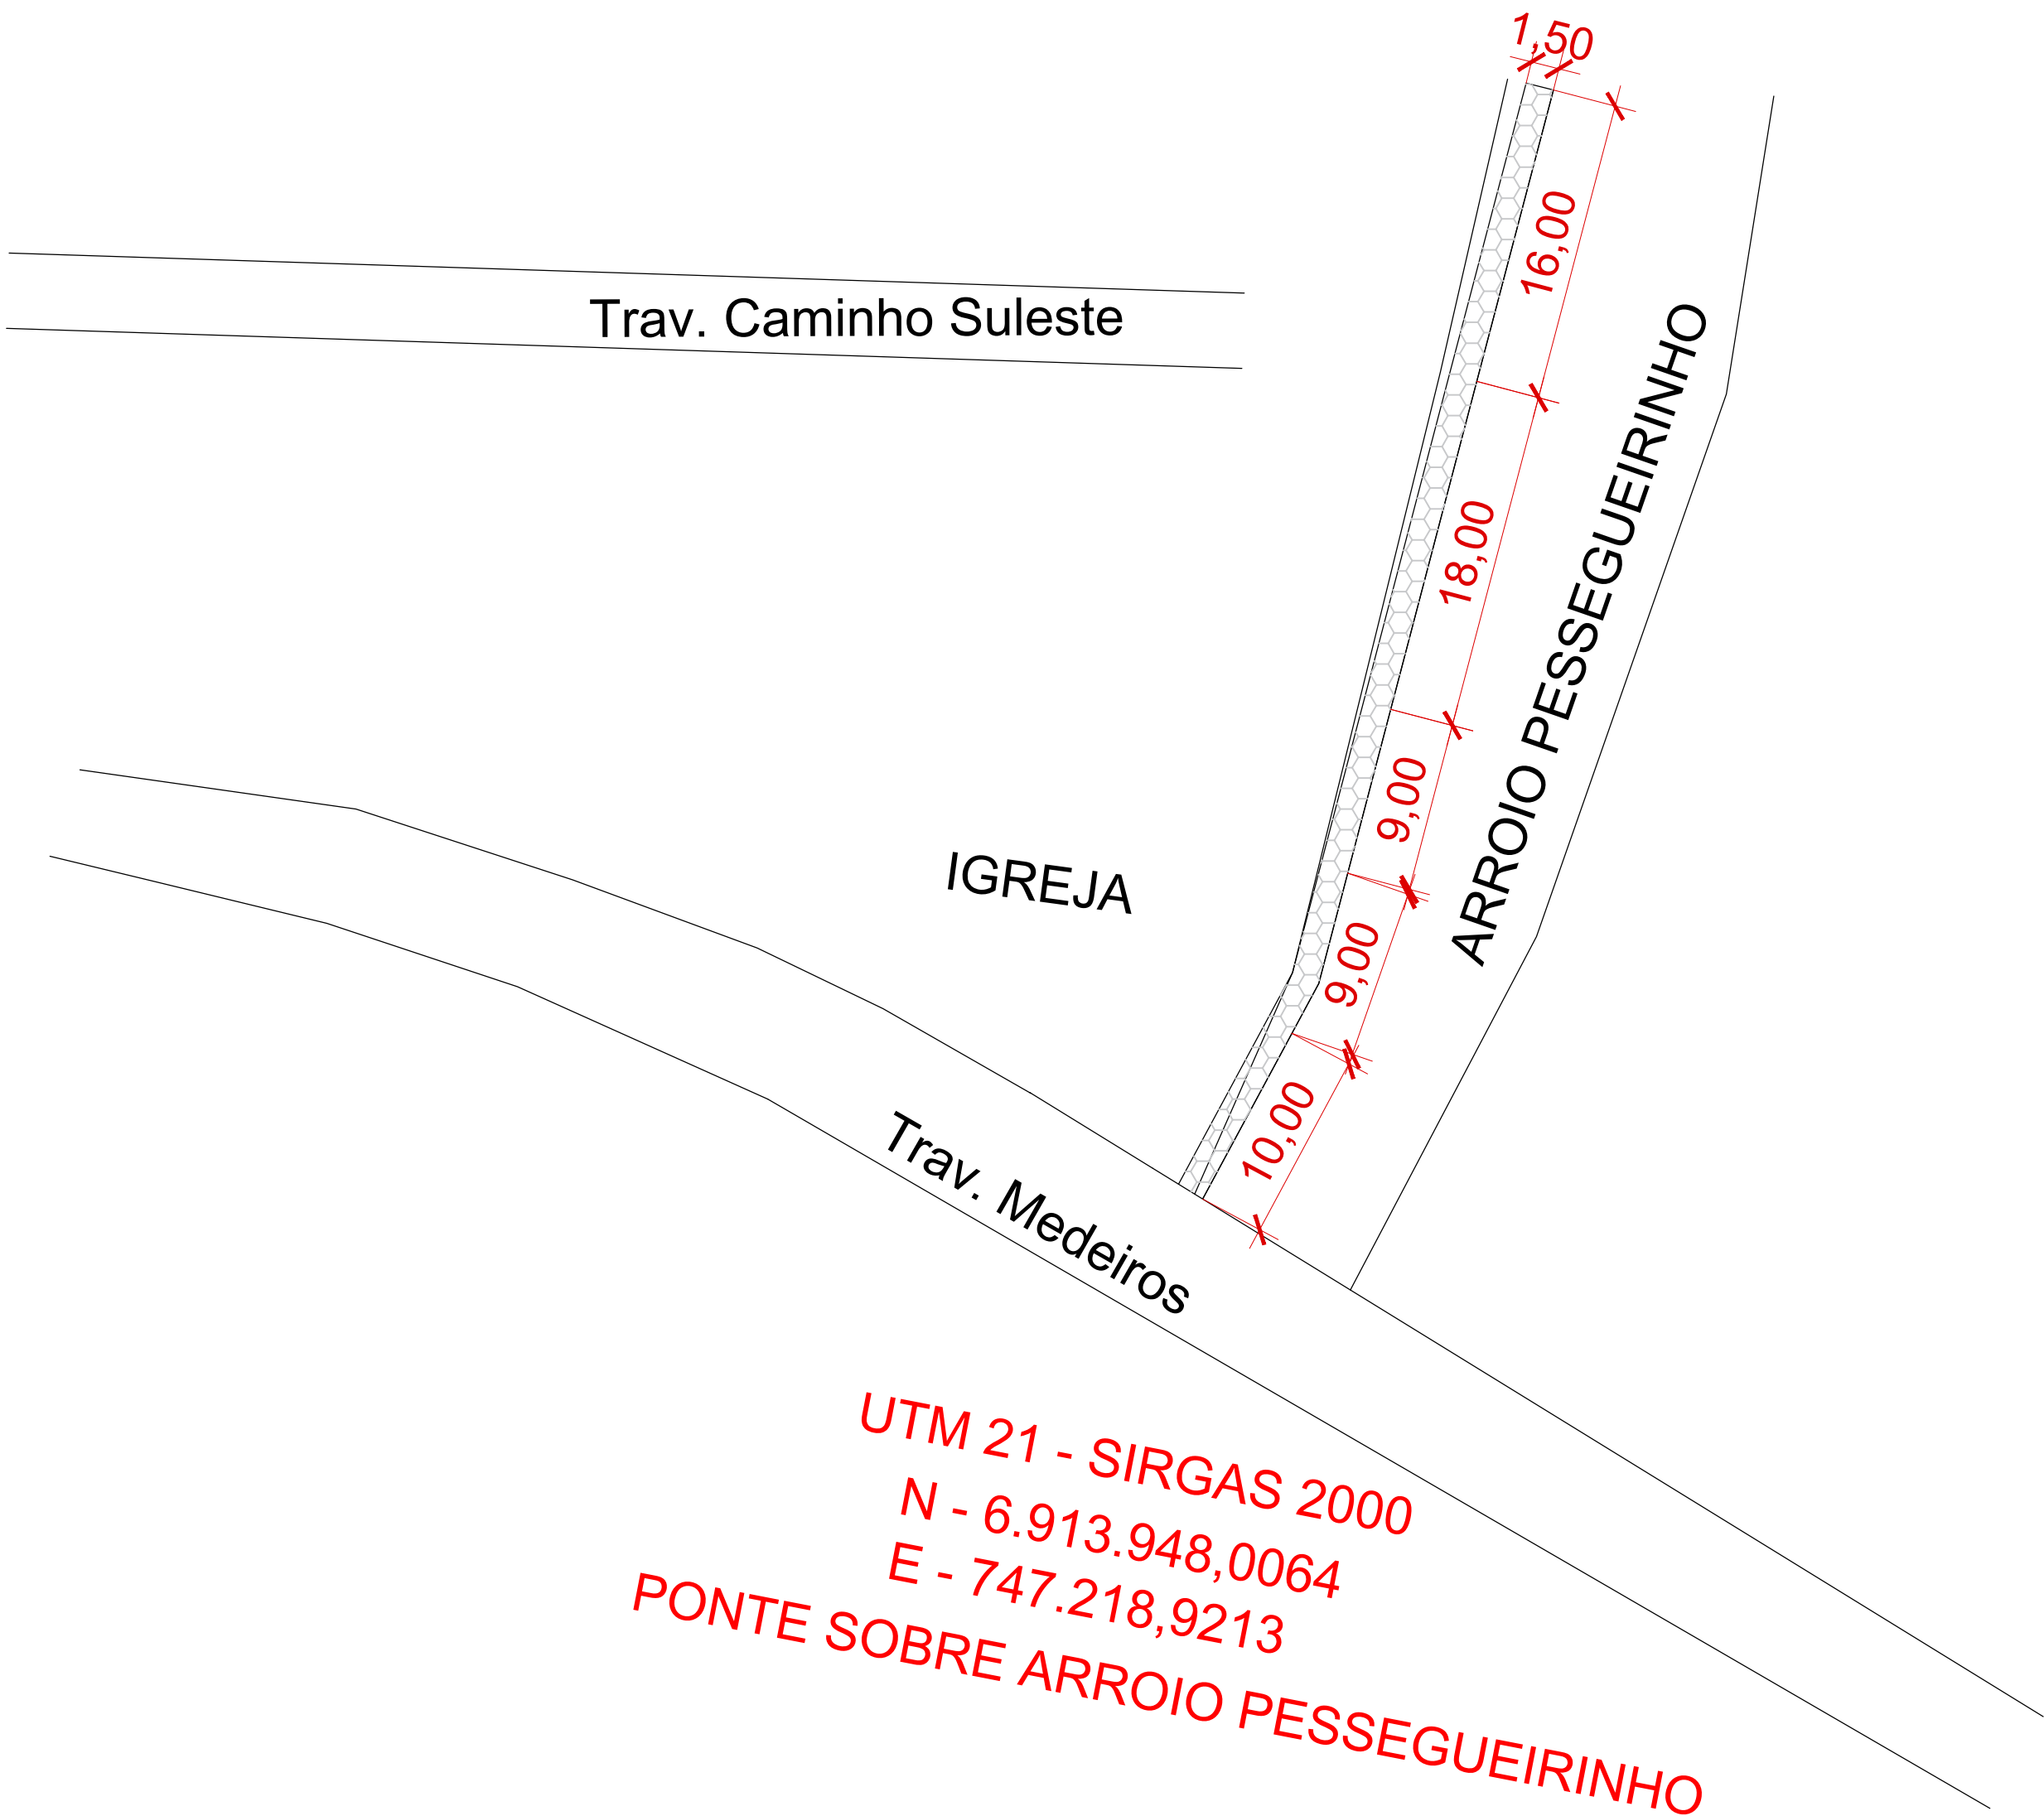 1,50
16,00
Trav. Caminho Suleste
18,00
ARROIO PESSEGUEIRINHO
9,00
IGREJA
9,00
10,00
Trav. Medeiros
UTM 21 - SIRGAS 2000
N - 6.913.948,0064
E - 747.218,9213
PONTE SOBRE ARROIO PESSEGUEIRINHO